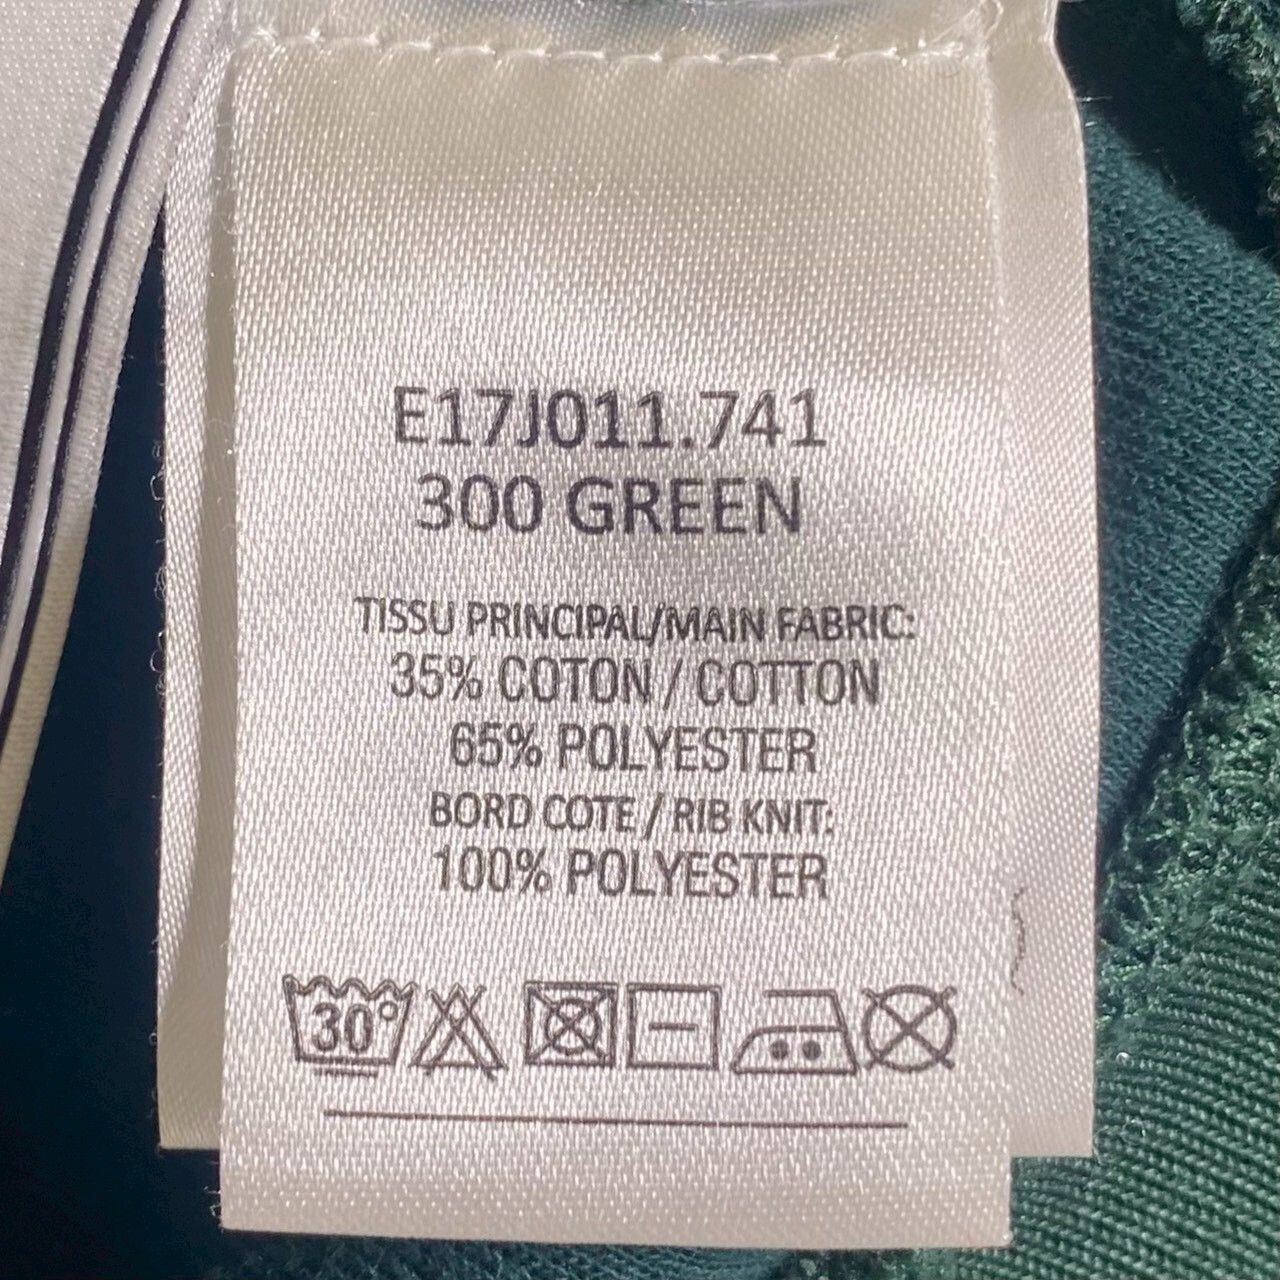 E17J011.741
300 GREEN
TISSU PRINCIPAL/MAIN FABRIC:
35% COTON / COTTON
65% POLYESTER
BORD COTE / RIB KNIT:
100% POLYESTER
30°